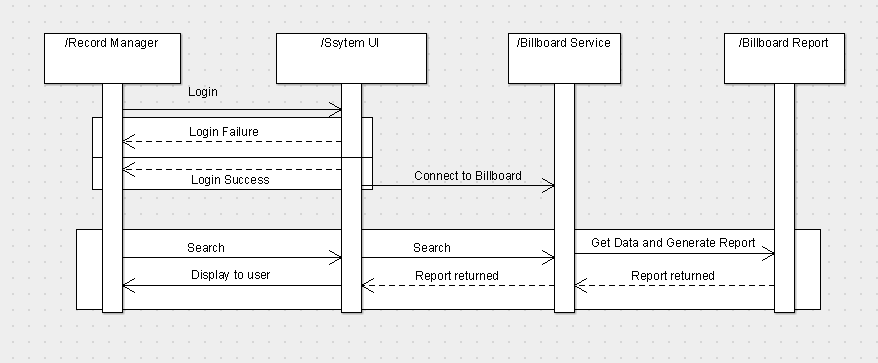 /Record Manager
/Ssytem UI
/Billboard Service
/Billboard Report
Login
Login Failure
Login Success
Connect to Billboard
Search
Search
Get Data and Generate Report
Display to user
Report returned
Report returned